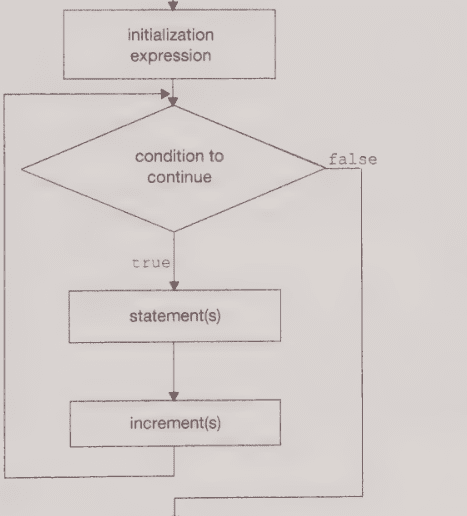 initialization
expression
condition to
continue
false
true
statement(s)
increment(s)